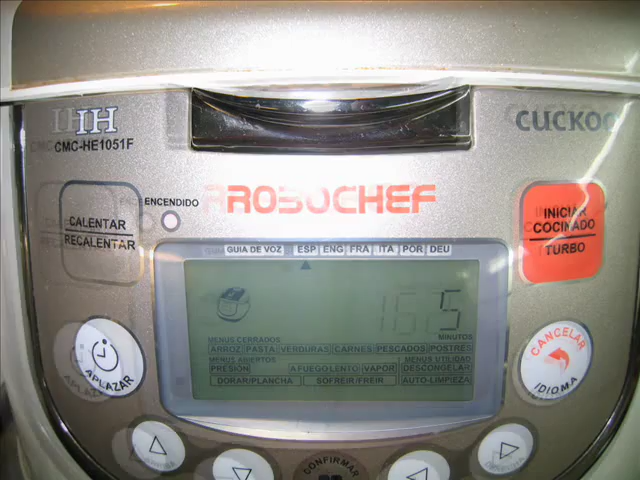 IH
CUCKOO
CMC-HE1051F
ENCENDIDO
ROBOCHEF
CALENTAR
RECALENTAR
INICIAR
COCINADO
TURBO
GUIA DE VOZ ESP ENG FRA ITA POR DEU
5
MINUTOS
MENUS CERRADOS
ARROZ PASTA VERDURAS CARNES PESCADOS POSTRES
MENUS ABIERTOS MENUS UTILIDAD
PRESIÓN A FUEGO LENTO VAPOR DESCONGELAR
DORAR/PLANCHA SOFREIR/FREIR AUTO-LIMPIEZA
APLAZAR
CANCELAR
IDIOMA
CONFIRMAR